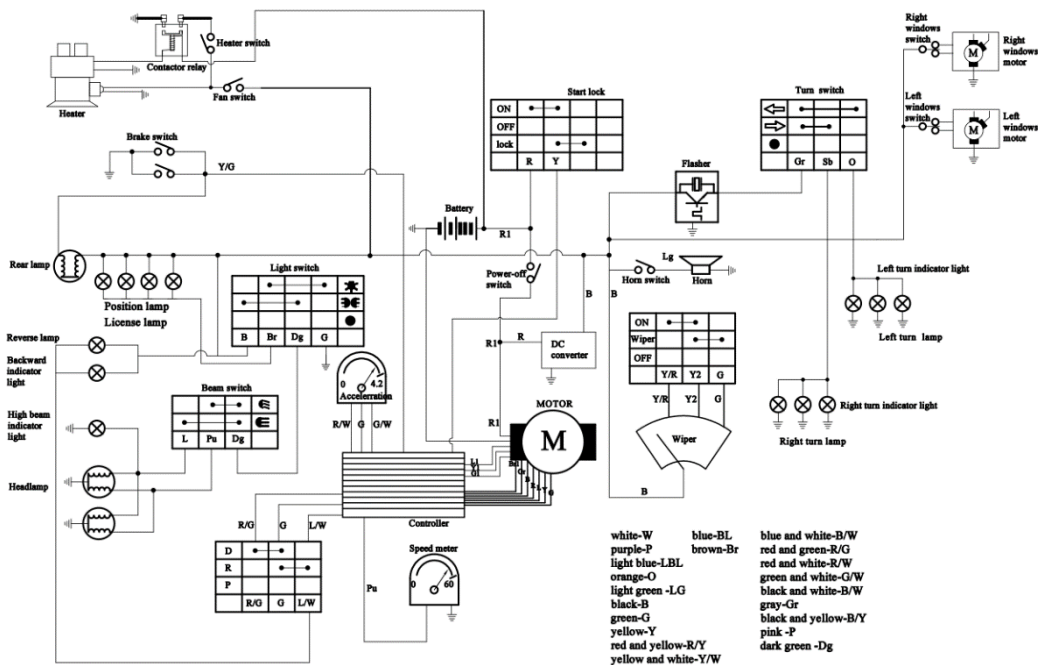 Heater switch
Contactor relay
Fan switch
Heater
Brake switch
Y/G
Start lock
ON
OFF
lock
R Y
Turn switch
Gr Sb O
Right
windows
switch
M
Right
windows
motor
Left
windows
switch
M
Left
windows
motor
Flasher
Battery
R1
Rear lamp
Position lamp
License lamp
Light switch
B Br Dg G
Power-off
switch
Lg
Horn switch
Horn
B
B
Left turn indicator light
Left turn lamp
Reverse lamp
Backward
indicator
light
R1
R
DC
converter
ON
Wiper
OFF
Y/R Y2 G
Y/R Y2 G
Wiper
B
0 4.2
Acceleration
R/W G G/W
Beam switch
L Pu Dg
High beam
indicator
light
Headlamp
R1
MOTOR
M
Right turn indicator light
Right turn lamp
Gr B R L Y G
Controller
R/G G L/W
D
R
P
R/G G L/W
Pu
Speed meter
0 60
white-W
purple-P
light blue-LBL
orange-O
light green -LG
black-B
green-G
yellow-Y
red and yellow-R/Y
yellow and white-Y/W
blue-BL
brown-Br
blue and white-B/W
red and green-R/G
red and white-R/W
green and white-G/W
black and white-B/W
gray-Gr
black and yellow-B/Y
pink -P
dark green -Dg